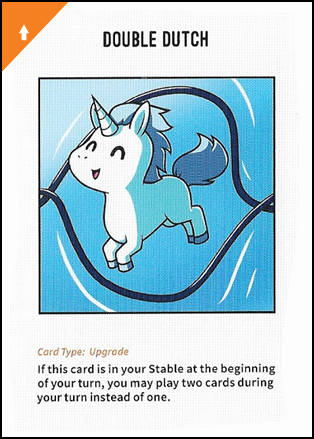 DOUBLE DUTCH
Card Type: Upgrade
If this card is in your Stable at the beginning
of your turn, you may play two cards during
your turn instead of one.